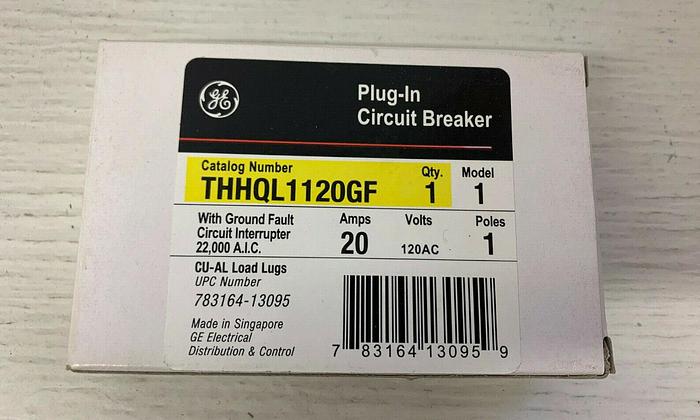 GE
Plug-In
Circuit Breaker
Catalog Number Qty. Model
THHQL1120GF 1 1
With Ground Fault
Circuit Interrupter
22,000 A.I.C.
Amps Volts Poles
20 120AC 1
CU-AL Load Lugs
UPC Number
783164-13095
Made in Singapore
GE Electrical
Distribution & Control
7 83164 13095 9